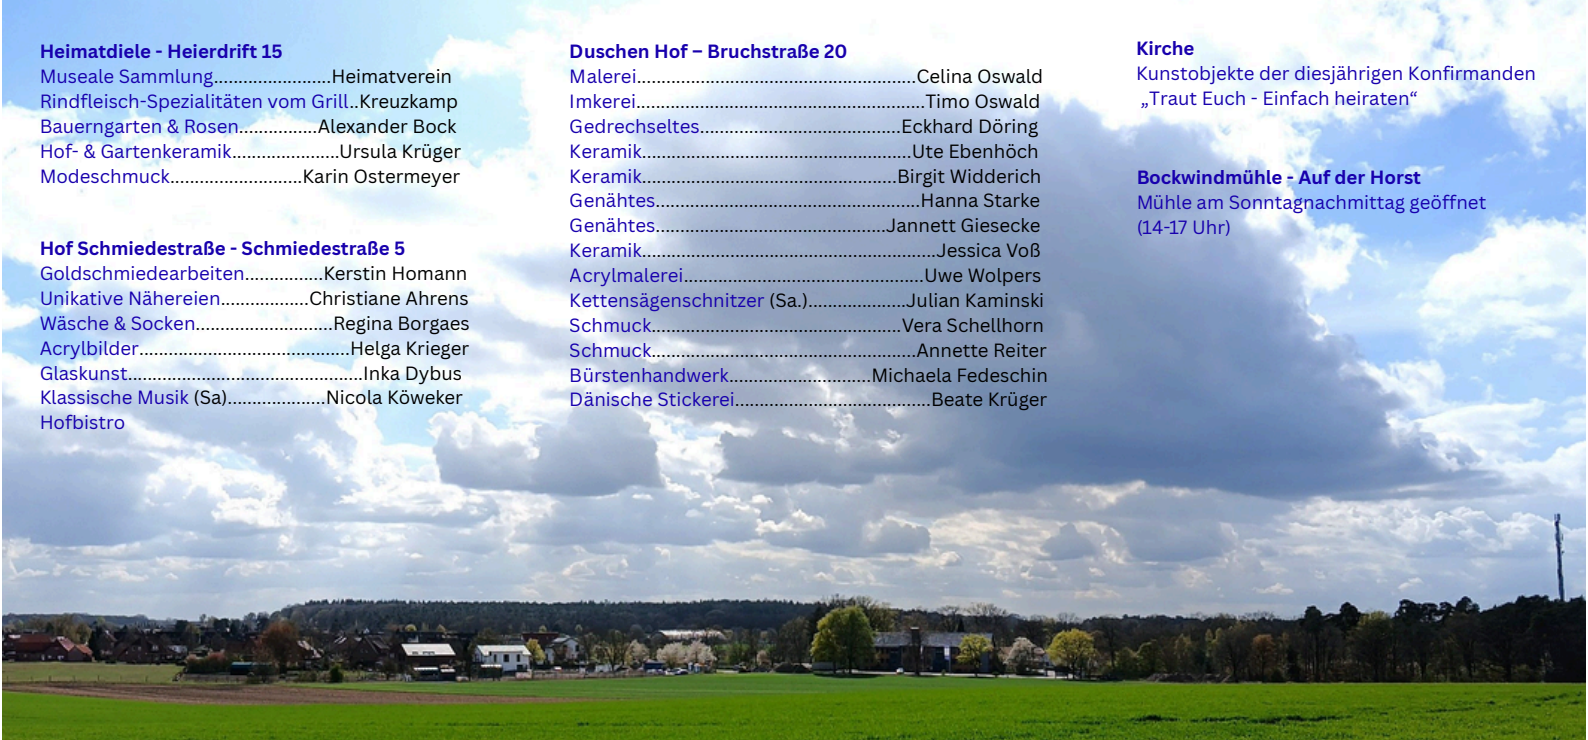 Heimatdiele - Heierdrift 15
Museale Sammlung......................Heimatverein
Rindfleisch-Spezialitäten vom Grill..Kreuzkamp
Bauerngarten & Rosen...............Alexander Bock
Hof- & Gartenkeramik....................Ursula Krüger
Modeschmuck.........................Karin Ostermeyer
Hof Schmiedestraße - Schmiedestraße 5
Goldschmiedearbeiten...............Kerstin Homann
Unikative Nähereien.................Christiane Ahrens
Wäsche & Socken..........................Regina Borgaes
Acrylbilder........................................Helga Krieger
Glaskunst............................................Inka Dybus
Klassische Musik (Sa)...................Nicola Köweker
Hofbistro
Duschen Hof – Bruchstraße 20
Malerei.....................................................Celina Oswald
Imkerei.......................................................Timo Oswald
Gedrechseltes......................................Eckhard Döring
Keramik...................................................Ute Ebenhöch
Keramik................................................Birgit Widderich
Genähtes..................................................Hanna Starke
Genähtes............................................Jannett Giesecke
Keramik........................................................Jessica Voß
Acrylmalerei..............................................Uwe Wolpers
Kettensägenschnitzer (Sa.)...................Julian Kaminski
Schmuck...............................................Vera Schellhorn
Schmuck..................................................Annette Reiter
Bürstenhandwerk...........................Michaela Fedeschin
Dänische Stickerei.....................................Beate Krüger
Kirche
Kunstobjekte der diesjährigen Konfirmanden
„Traut Euch - Einfach heiraten“
Bockwindmühle - Auf der Horst
Mühle am Sonntagnachmittag geöffnet
(14-17 Uhr)